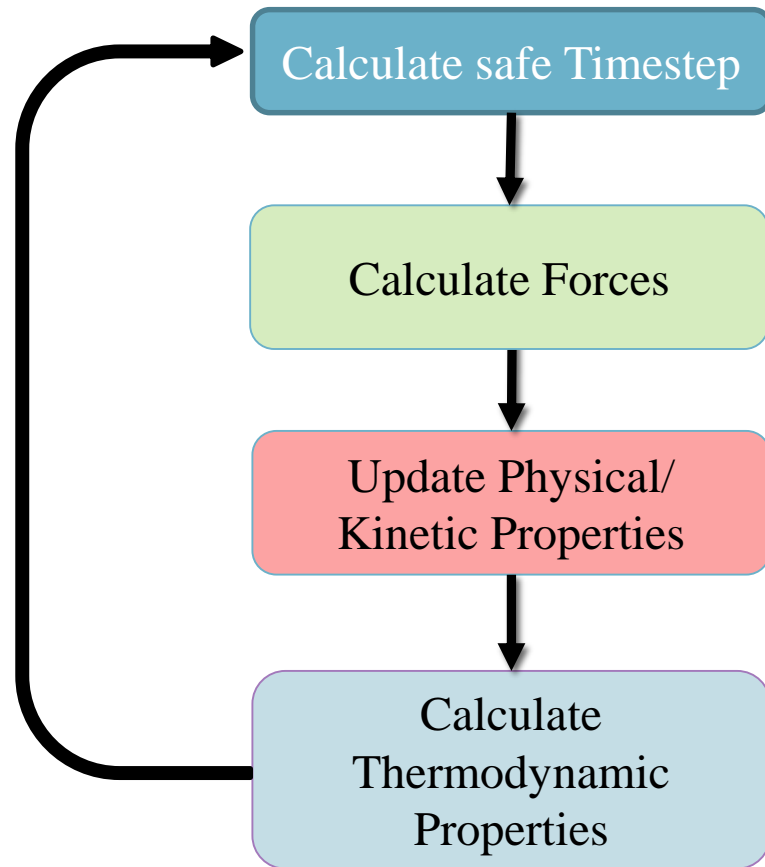 Calculate safe Timestep
Calculate Forces
Update Physical/
Kinetic Properties
Calculate
Thermodynamic
Properties